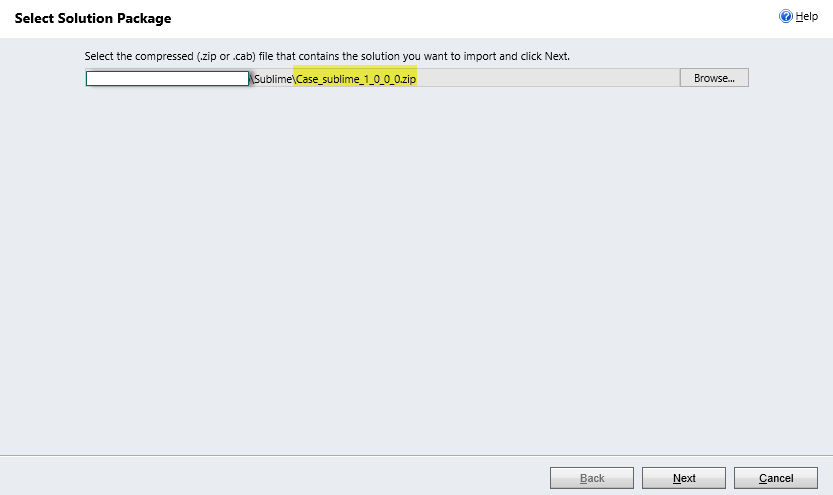 Select Solution Package
Help
Select the compressed (.zip or .cab) file that contains the solution you want to import and click Next.
\Sublime\Case_sublime_1_0_0_0.zip
Browse...
Back
Next
Cancel